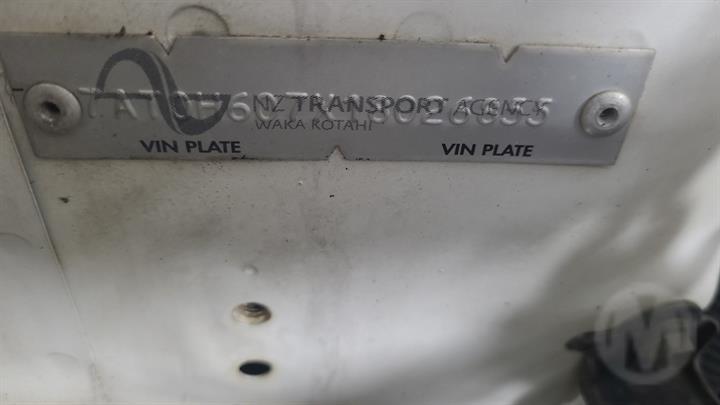 NZ TRANSPORT AGENCY
WAKA KOTAHI
VIN PLATE VIN PLATE
M